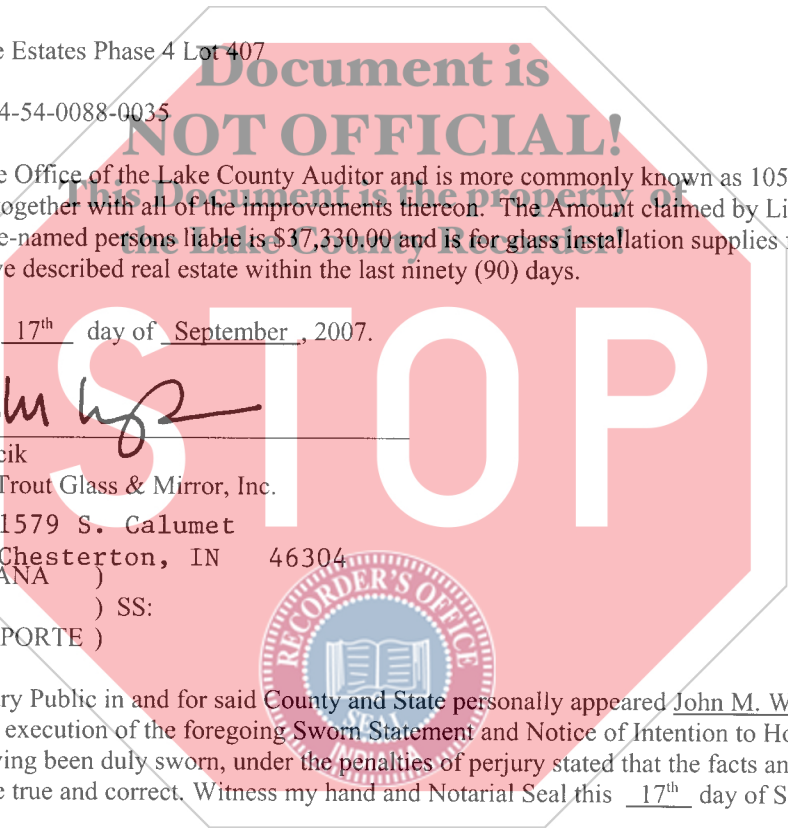 e Estates Phase 4 Lot 407
Document is
4-54-0088-0035
NOT OFFICIAL!
e Office of the Lake County Auditor and is more commonly known as 105
This Document is the property of
ogether with all of the improvements thereon. The Amount claimed by Li
e-named persons liable is $37,330.00 and is for glass installation supplies
the Lake County Recorder!
e described real estate within the last ninety (90) days.
17th day of September, 2007.
STOP
cik
Trout Glass & Mirror, Inc.
1579 S. Calumet
Chesterton, IN 46304
ANA )
) SS:
PORTE )
RECORDER'S OFFICE
SEAL
INDIANA
ry Public in and for said County and State personally appeared John M. W
execution of the foregoing Sworn Statement and Notice of Intention to Ho
ving been duly sworn, under the penalties of perjury stated that the facts an
e true and correct. Witness my hand and Notarial Seal this 17th day of S